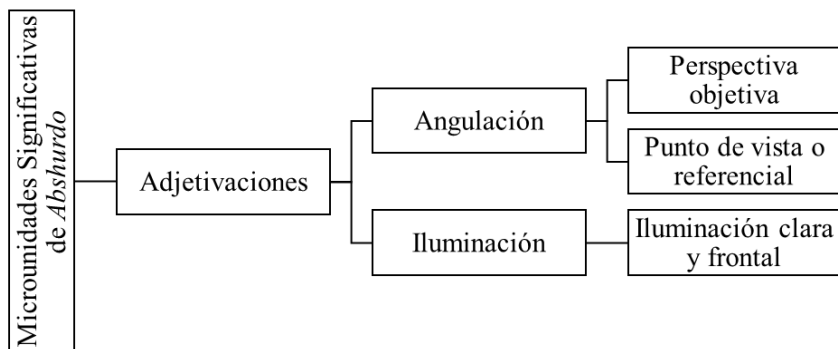 Microunidades Significativas
de Abshurdo
Adjetivaciones
Angulación
Perspectiva
objetiva
Punto de vista o
referencial
Iluminación
Iluminación clara
y frontal